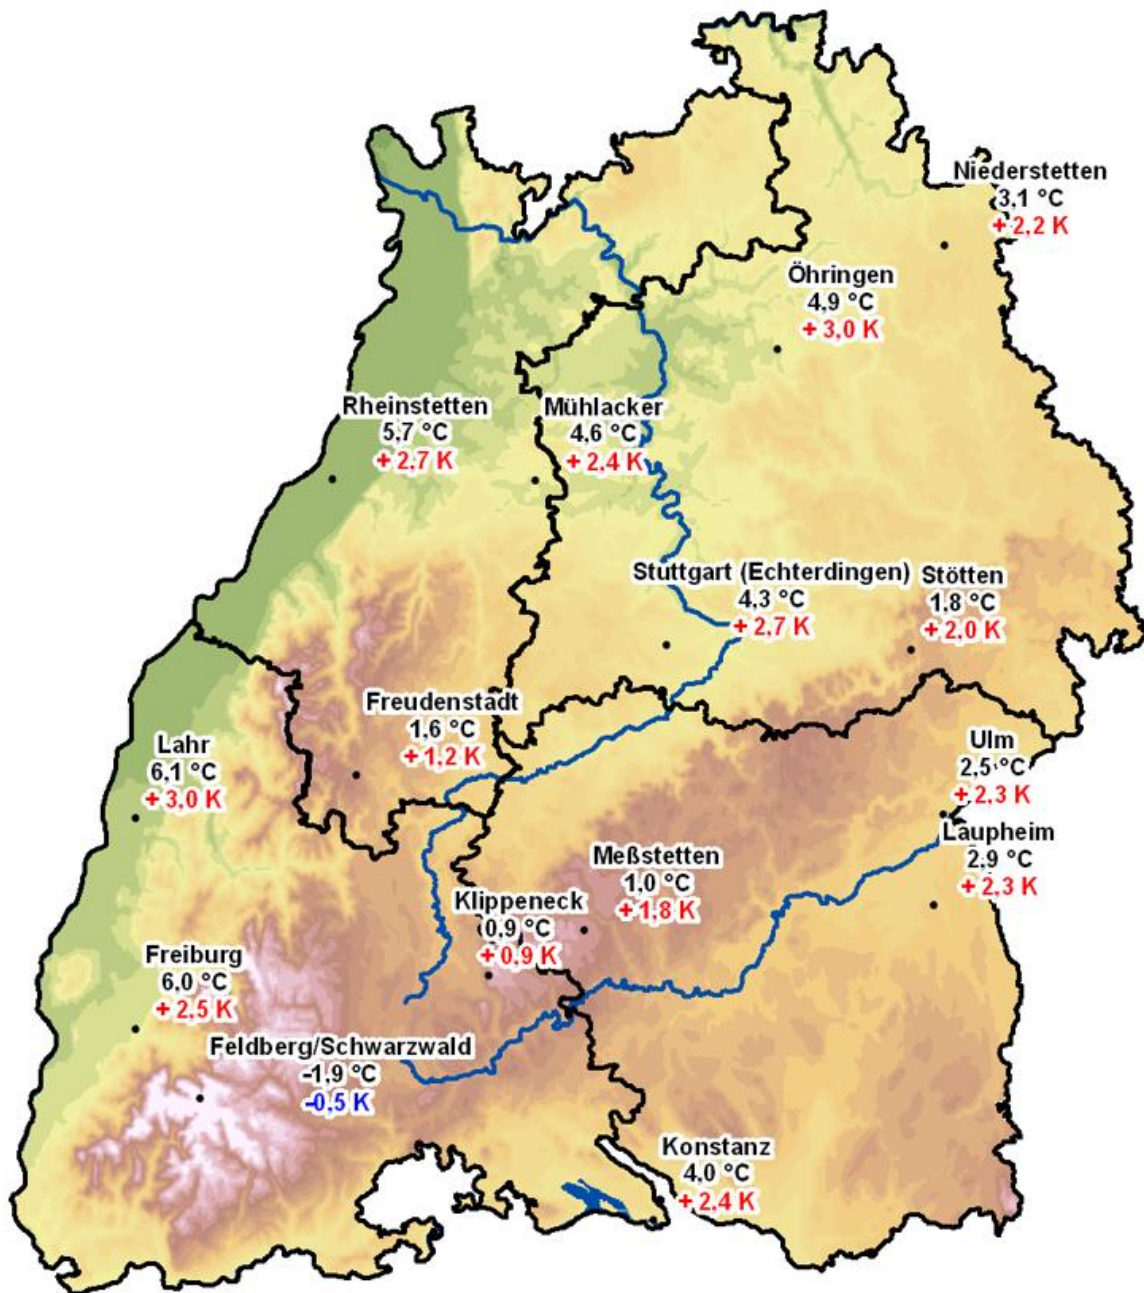 Niederstetten
3,1 °C
+ 2,2 K
Öhringen
4,9 °C
+ 3,0 K
Rheinstetten
5,7 °C
+ 2,7 K
Mühlacker
4,6 °C
+ 2,4 K
Stuttgart (Echterdingen)
4,3 °C
+ 2,7 K
Stötten
1,8 °C
+ 2,0 K
Freudenstadt
1,6 °C
+ 1,2 K
Lahr
6,1 °C
+ 3,0 K
Ulm
2,5 °C
+ 2,3 K
Laupheim
2,9 °C
+ 2,3 K
Meßstetten
1,0 °C
+ 1,8 K
Klippeneck
0,9 °C
+ 0,9 K
Freiburg
6,0 °C
+ 2,5 K
Feldberg/Schwarzwald
-1,9 °C
-0,5 K
Konstanz
4,0 °C
+ 2,4 K